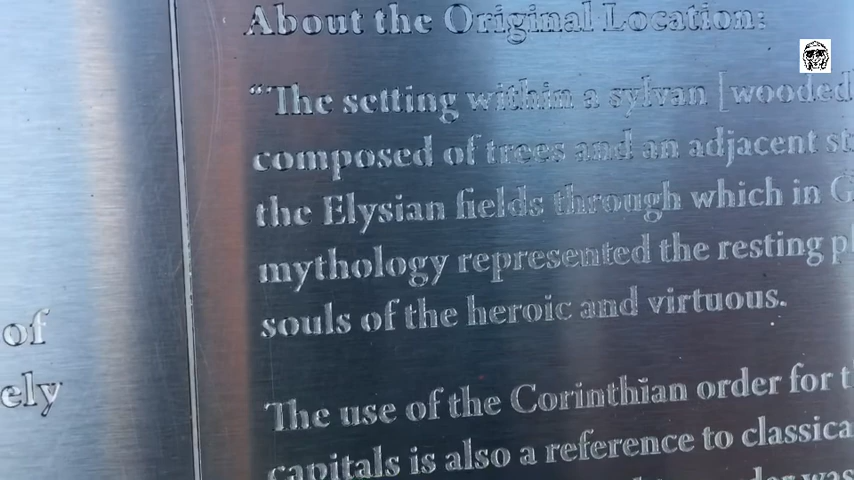 of
ely
About the Original Location:
“The setting within a sylvan [wooded
composed of trees and an adjacent st
the Elysian fields through which in G
mythology represented the resting pl
souls of the heroic and virtuous.
The use of the Corinthian order for t
capitals is also a reference to classica
was